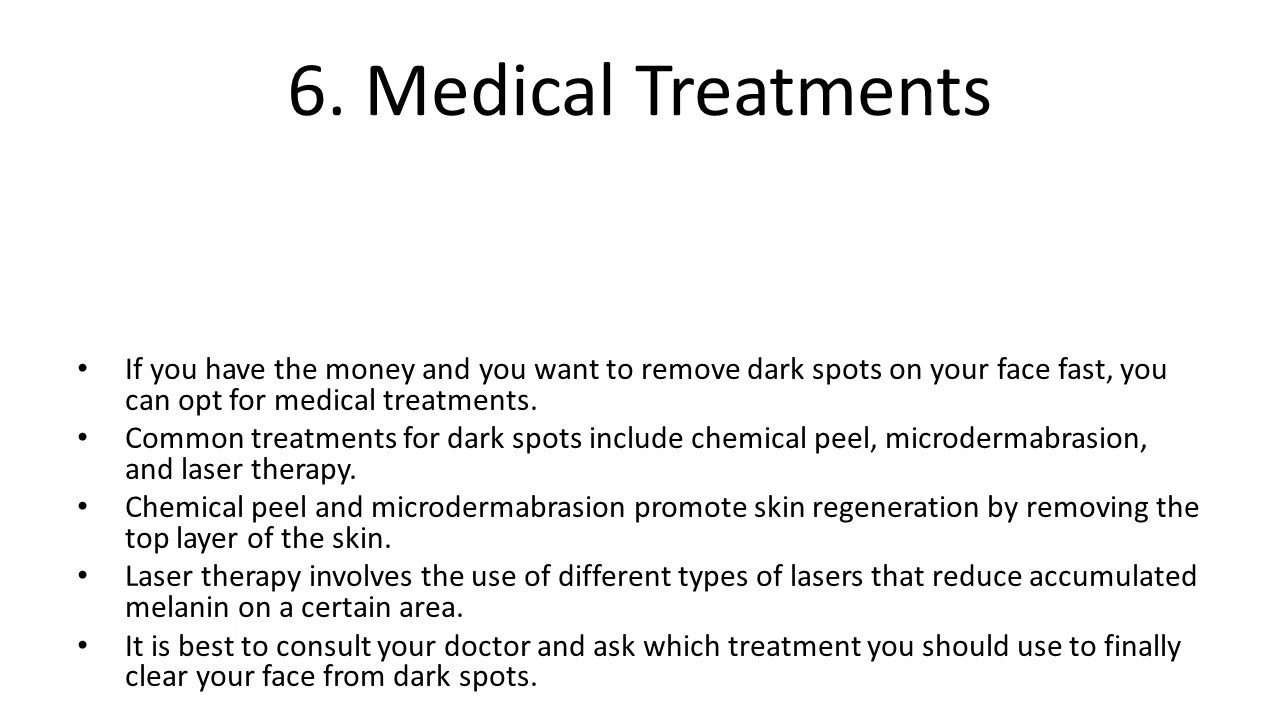 6. Medical Treatments
• If you have the money and you want to remove dark spots on your face fast, you
can opt for medical treatments.
• Common treatments for dark spots include chemical peel, microdermabrasion,
and laser therapy.
• Chemical peel and microdermabrasion promote skin regeneration by removing the
top layer of the skin.
• Laser therapy involves the use of different types of lasers that reduce accumulated
melanin on a certain area.
• It is best to consult your doctor and ask which treatment you should use to finally
clear your face from dark spots.